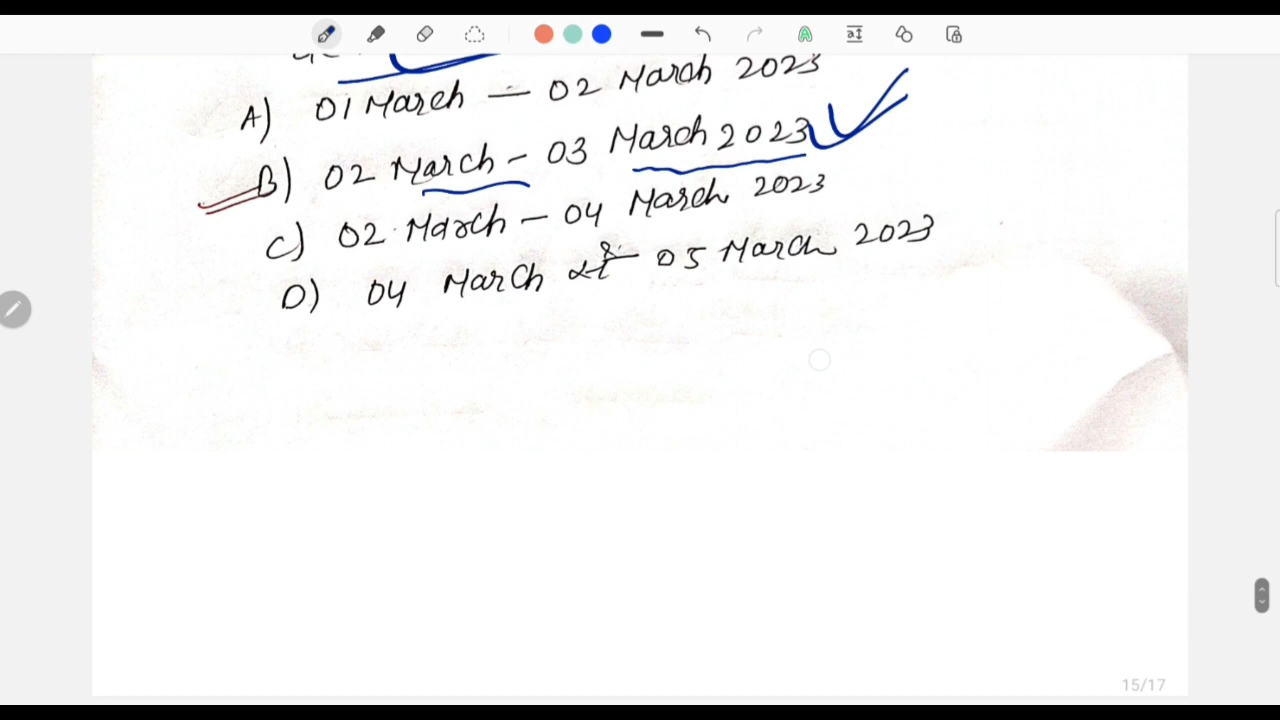 A) 01 March — 02 March 2023
B) 02 March – 03 March 2023
C) 02 March – 04 March 2023
D) 04 March से 05 March 2023
15/17